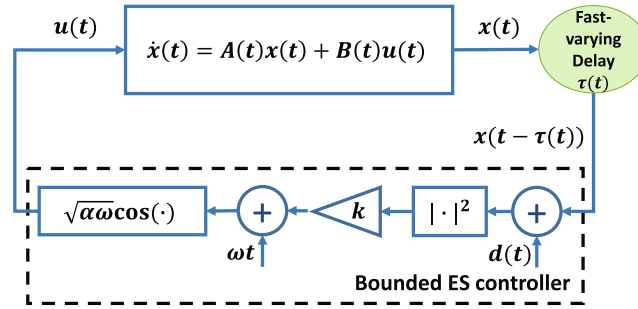 u(t)
ẋ(t) = A(t)x(t) + B(t)u(t)
x(t)
Fast-
varying
Delay
τ(t)
x(t − τ(t))
√αω cos(·)
+
k
| · |²
+
ωt
d(t)
Bounded ES controller